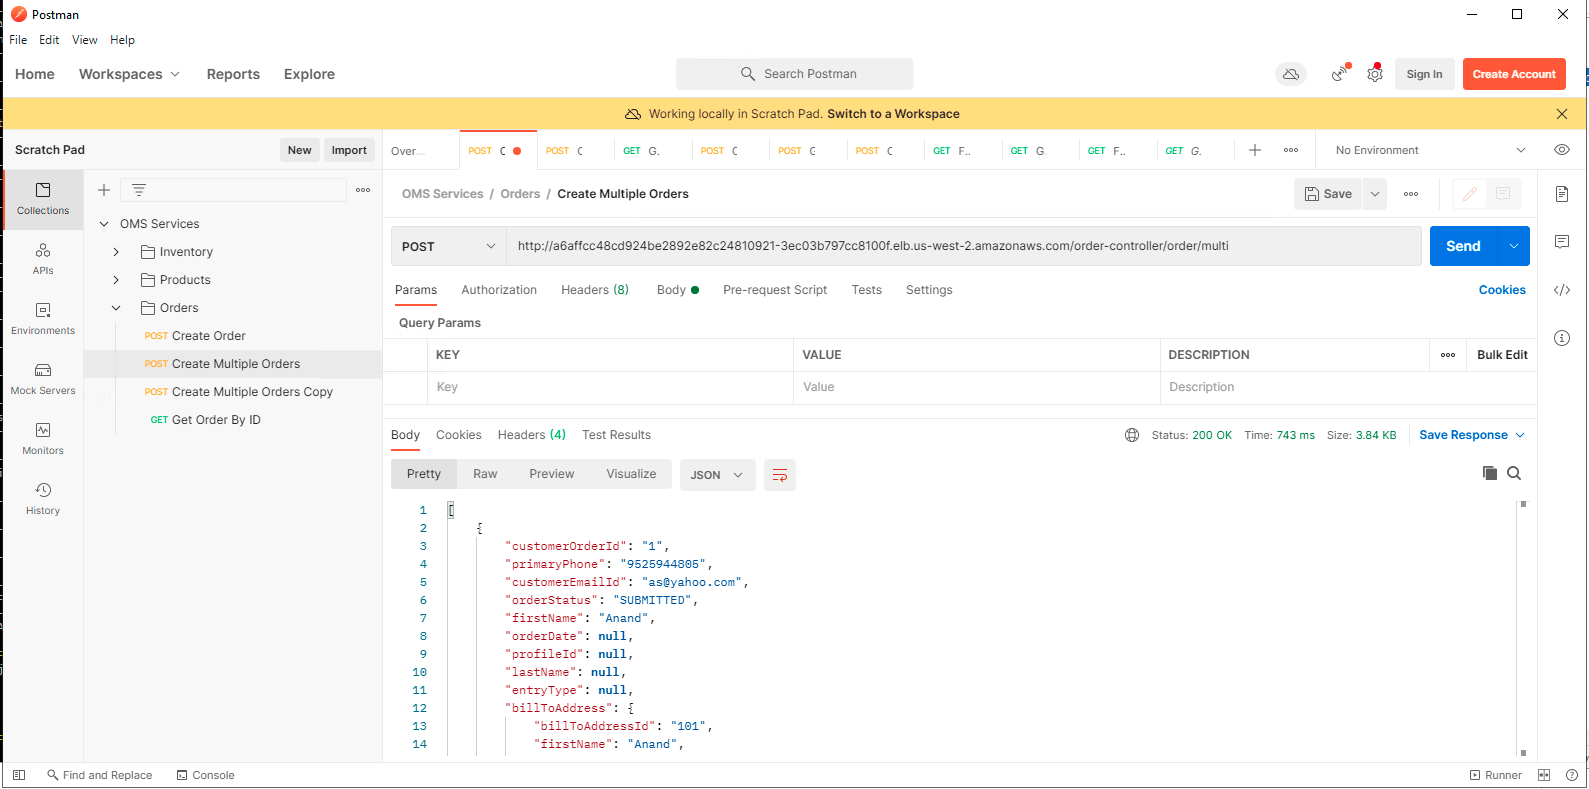 Postman
File Edit View Help
Home Workspaces Reports Explore Search Postman Sign In Create Account
Working locally in Scratch Pad. Switch to a Workspace
Scratch Pad New Import Over... POST C POST C GET G. POST C POST G POST C GET F.. GET G. GET F.. GET G. No Environment
Collections
APIs
Environments
Mock Servers
Monitors
History
OMS Services
Inventory
Products
Orders
POST Create Order
POST Create Multiple Orders
POST Create Multiple Orders Copy
GET Get Order By ID
OMS Services / Orders / Create Multiple Orders Save
POST http://a6affcc48cd924be2892e82c24810921-3ec03b797cc8100f.elb.us-west-2.amazonaws.com/order-controller/order/multi Send
Params Authorization Headers (8) Body Pre-request Script Tests Settings Cookies
Query Params
KEY VALUE DESCRIPTION Bulk Edit
Key Value Description
Body Cookies Headers (4) Test Results Status: 200 OK Time: 743 ms Size: 3.84 KB Save Response
Pretty Raw Preview Visualize JSON
1 [
2 {
3 "customerOrderId": "1",
4 "primaryPhone": "9525944805",
5 "customerEmailId": "as@yahoo.com",
6 "orderStatus": "SUBMITTED",
7 "firstName": "Anand",
8 "orderDate": null,
9 "profileId": null,
10 "lastName": null,
11 "entryType": null,
12 "billToAddress": {
13 "billToAddressId": "101",
14 "firstName": "Anand",
Find and Replace Console Runner